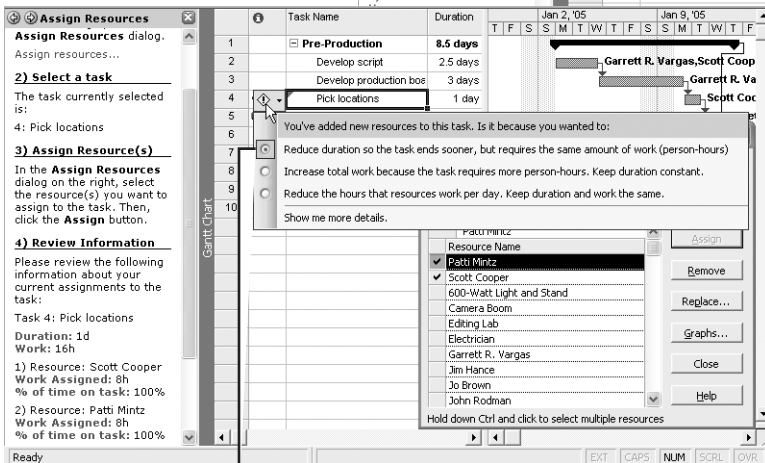 Assign Resources
Assign Resources dialog.
Assign resources...
2) Select a task
The task currently selected
is:
4: Pick locations
3) Assign Resource(s)
In the Assign Resources
dialog on the right, select
the resource(s) you want to
assign to the task. Then,
click the Assign button.
4) Review Information
Please review the following
information about your
current assignments to the
task:
Task 4: Pick locations
Duration: 1d
Work: 16h
1) Resource: Scott Cooper
Work Assigned: 8h
% of time on task: 100%
2) Resource: Patti Mintz
Work Assigned: 8h
% of time on task: 100%
Gantt Chart
Task Name Duration
Jan 2, '05 Jan 9, '05
T F S S M T W T F S S M T W T F
1 Pre-Production 8.5 days
2 Develop script 2.5 days
Garrett R. Vargas,Scott Coop
3 Develop production boa 3 days
Garrett R. Va
4 Pick locations 1 day
Scott Coo
5
6
7
8
9
10
You've added new resources to this task. Is it because you wanted to:
Reduce duration so the task ends sooner, but requires the same amount of work (person-hours)
Increase total work because the task requires more person-hours. Keep duration constant.
Reduce the hours that resources work per day. Keep duration and work the same.
Show me more details.
Patti Mintz
Resource Name
Patti Mintz
Scott Cooper
600-Watt Light and Stand
Camera Boom
Editing Lab
Electrician
Garrett R. Vargas
Jim Hance
Jo Brown
John Rodman
Assign
Remove
Replace...
Graphs...
Close
Help
Hold down Ctrl and click to select multiple resources
Ready
EXT CAPS NUM SCRL OVR